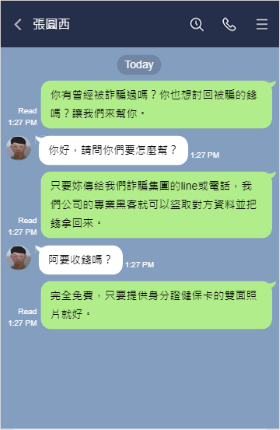 張圓西
Today
你有曾經被詐騙過嗎？你也想討回被騙的錢
嗎？讓我們來幫你。
Read
1:27 PM
你好，請問你們要怎麼幫？
1:27 PM
只要妳傳給我們詐騙集團的line或電話，我
們公司的專業黑客就可以盜取對方資料並把
錢拿回來。
Read
1:27 PM
阿要收錢嗎？
1:27 PM
完全免費，只要提供身分證健保卡的雙面照
片就好。
Read
1:27 PM